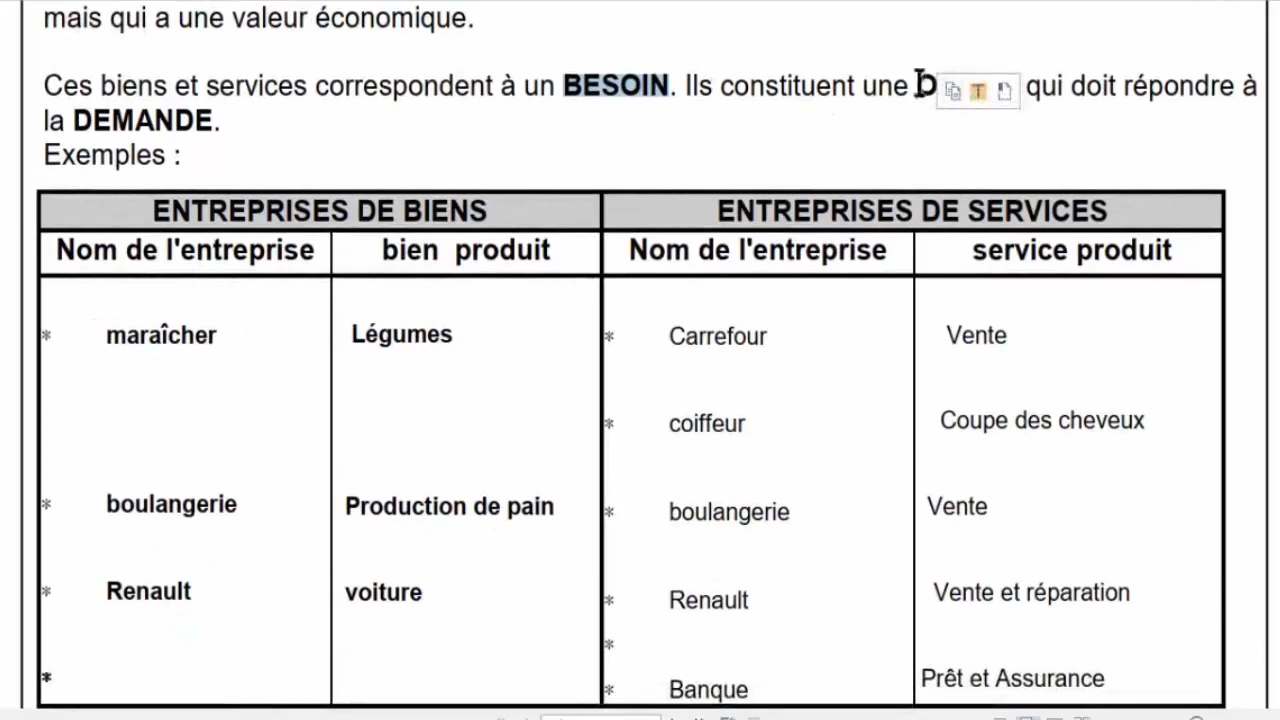 mais qui a une valeur économique.
Ces biens et services correspondent à un BESOIN. Ils constituent une qui doit répondre à
la DEMANDE.
Exemples :
ENTREPRISES DE BIENS ENTREPRISES DE SERVICES
Nom de l'entreprise bien produit Nom de l'entreprise service produit
* maraîcher Légumes * Carrefour Vente
* coiffeur Coupe des cheveux
* boulangerie Production de pain * boulangerie Vente
* Renault voiture * Renault Vente et réparation
*
* * Banque Prêt et Assurance